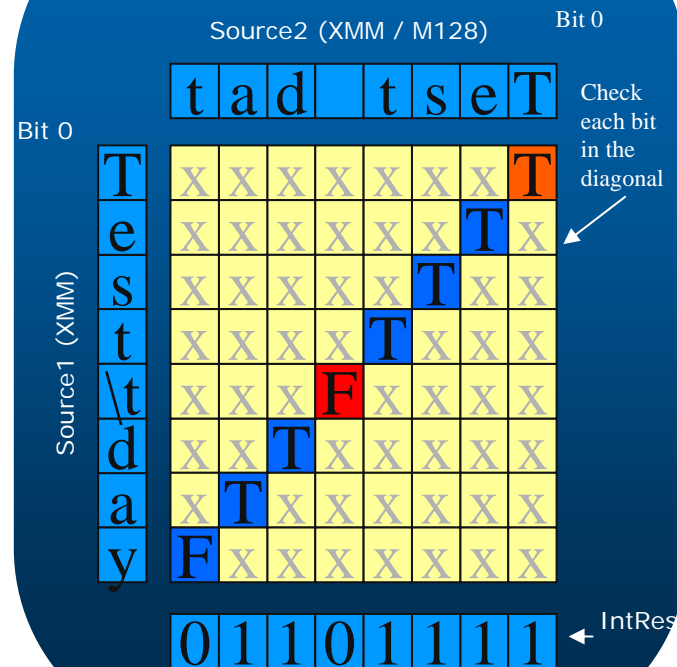 Source2 (XMM / M128)
Bit 0
t a d t s e T
Check
each bit
in the
diagonal
Bit 0
Source1 (XMM)
T x x x x x x x T
e x x x x x x T x
s x x x x x T x x
t x x x x T x x x
\t x x x F x x x x
d x x T x x x x x
a x T x x x x x x
y F x x x x x x x
0 1 1 0 1 1 1 1
IntRes